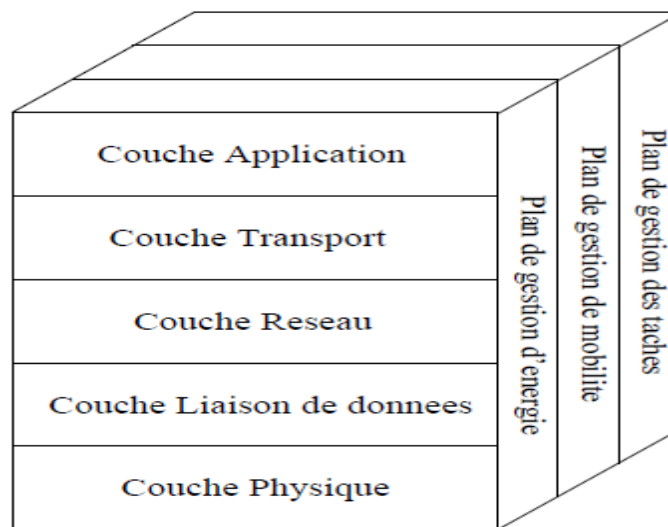 Couche Application
Couche Transport
Couche Reseau
Couche Liaison de donnees
Couche Physique
Plan de gestion d'energie
Plan de gestion de mobilite
Plan de gestion des taches